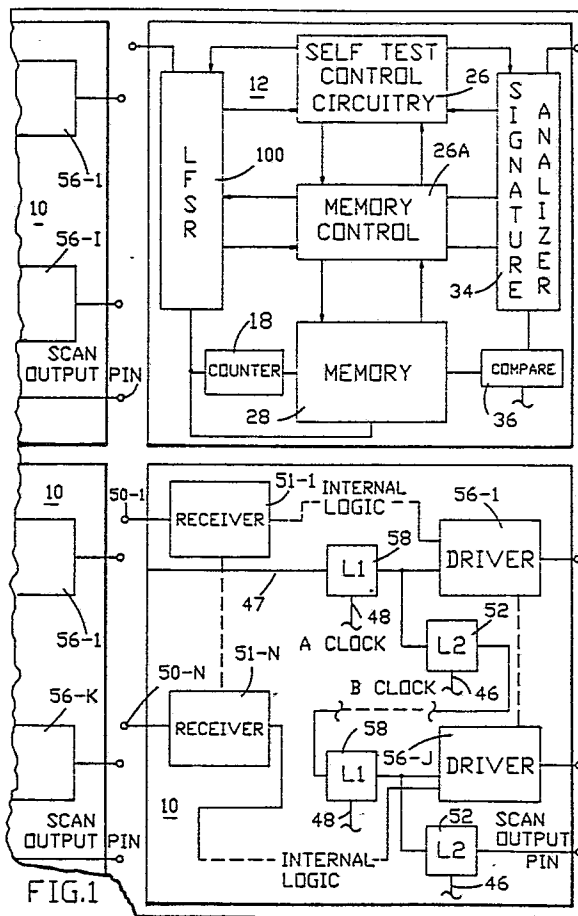 56-1
10
56-I
SCAN
OUTPUT PIN
10
56-1
56-K
SCAN
OUTPUT PIN
FIG.1
SELF TEST
CONTROL
CIRCUITRY
26
12
LFSR
100
26A
MEMORY
CONTROL
SIGNATURE
ANALIZER
34
18
COUNTER
MEMORY
28
COMPARE
36
50-1
51-1
RECEIVER
INTERNAL
LOGIC
56-1
DRIVER
58
L1
47
48
A CLOCK
52
L2
B CLOCK
46
50-N
51-N
RECEIVER
58
L1
48
56-J
DRIVER
10
52
L2
SCAN
OUTPUT
PIN
46
INTERNAL
LOGIC